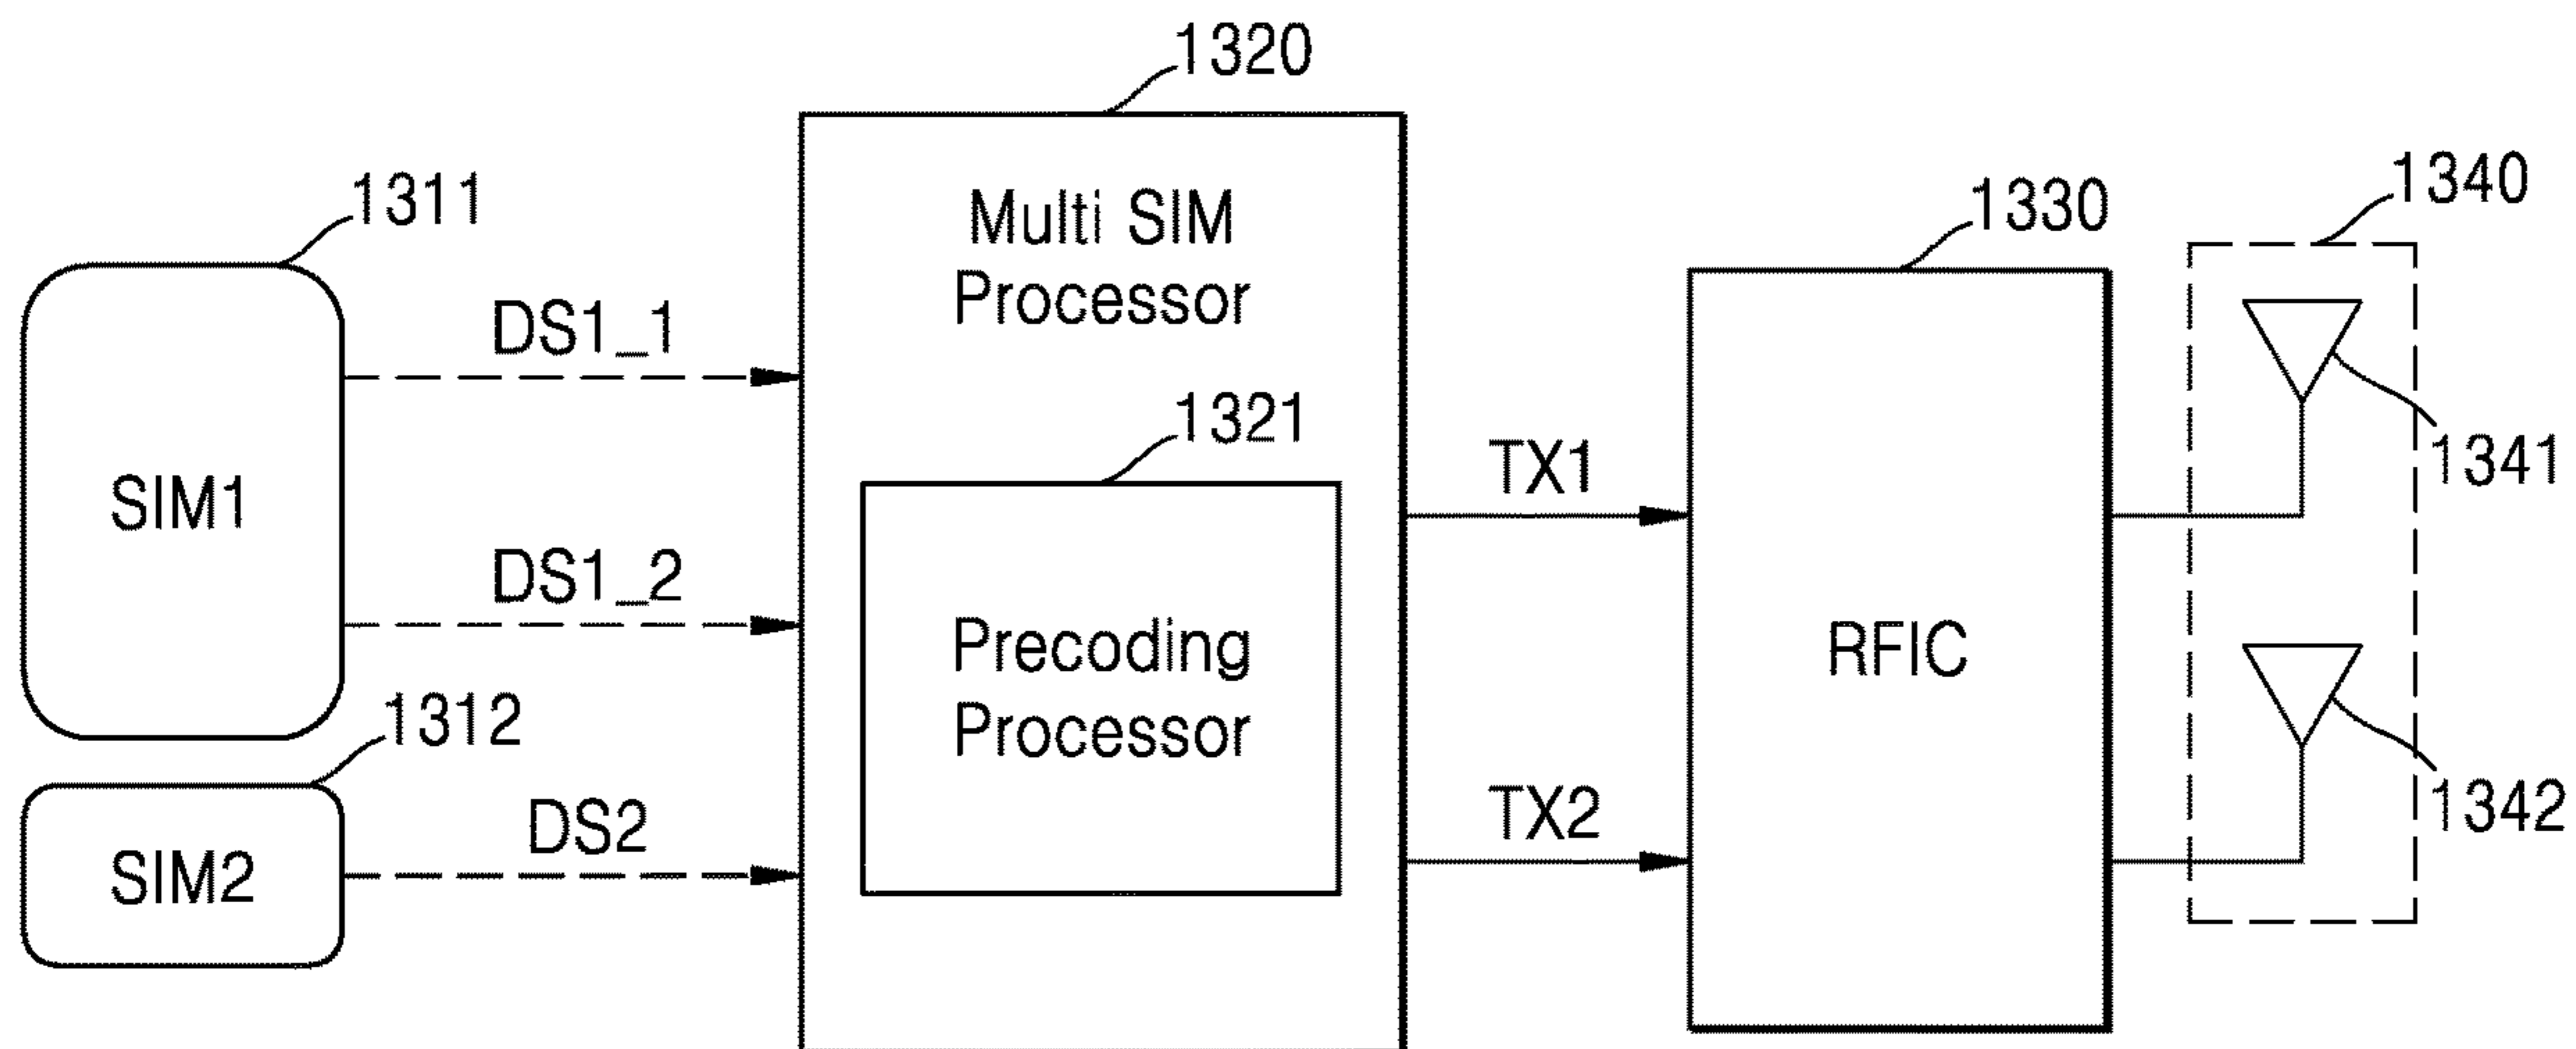 1320
1311
Multi SIM
Processor
1330
1340
DS1_1
1321
1341
SIM1
TX1
DS1_2
Precoding
Processor
RFIC
1312
1342
SIM2
DS2
TX2